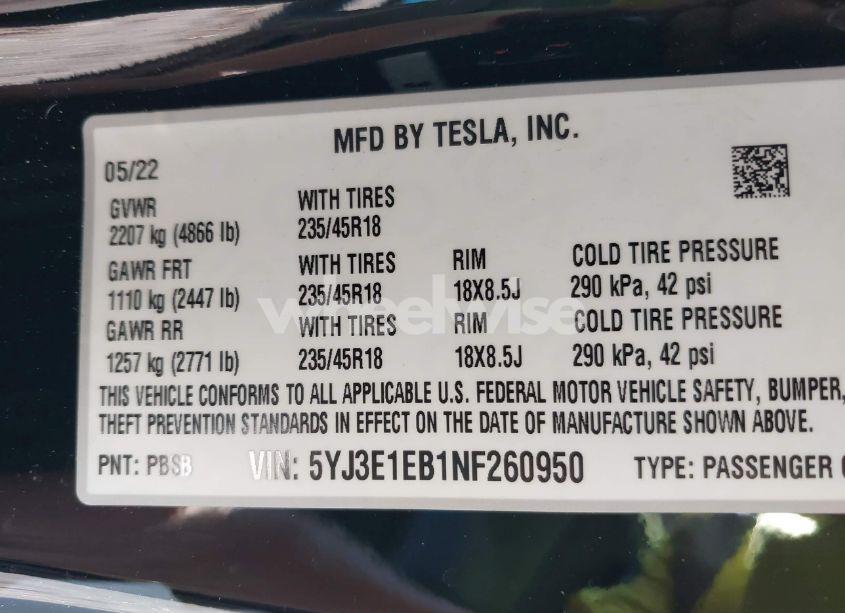 MFD BY TESLA, INC.
05/22
GVWR WITH TIRES
2207 kg (4866 lb) 235/45R18
GAWR FRT WITH TIRES RIM COLD TIRE PRESSURE
1110 kg (2447 lb) 235/45R18 18X8.5J 290 kPa, 42 psi
wheelwise
GAWR RR WITH TIRES RIM COLD TIRE PRESSURE
1257 kg (2771 lb) 235/45R18 18X8.5J 290 kPa, 42 psi
THIS VEHICLE CONFORMS TO ALL APPLICABLE U.S. FEDERAL MOTOR VEHICLE SAFETY, BUMPER,
THEFT PREVENTION STANDARDS IN EFFECT ON THE DATE OF MANUFACTURE SHOWN ABOVE.
PNT: PBSB VIN: 5YJ3E1EB1NF260950 TYPE: PASSENGER